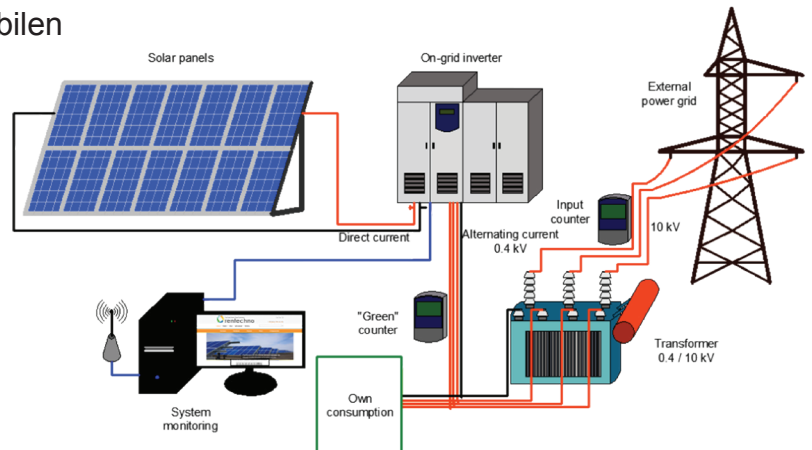 bilen
Solar panels
On-grid inverter
External
power grid
Input
counter
Direct current
Alternating current
0.4 kV
10 kV
"Green"
counter
Transformer
0.4 / 10 kV
Own
consumption
System
monitoring